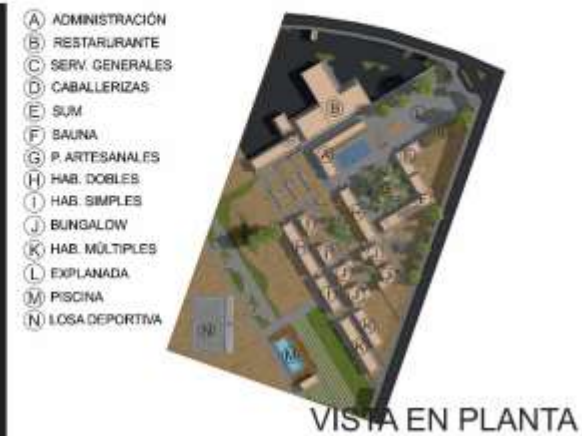 A ADMINISTRACIÓN
B RESTARURANTE
C SERV. GENERALES
D CABALLERIZAS
E SUM
F SAUNA
G P. ARTESANALES
H HAB. DOBLES
I HAB. SIMPLES
J BUNGALOW
K HAB. MÚLTIPLES
L EXPLANADA
M PISCINA
N LOSA DEPORTIVA
B
A
F
H
I
J
J
K
N
M
VISTA EN PLANTA